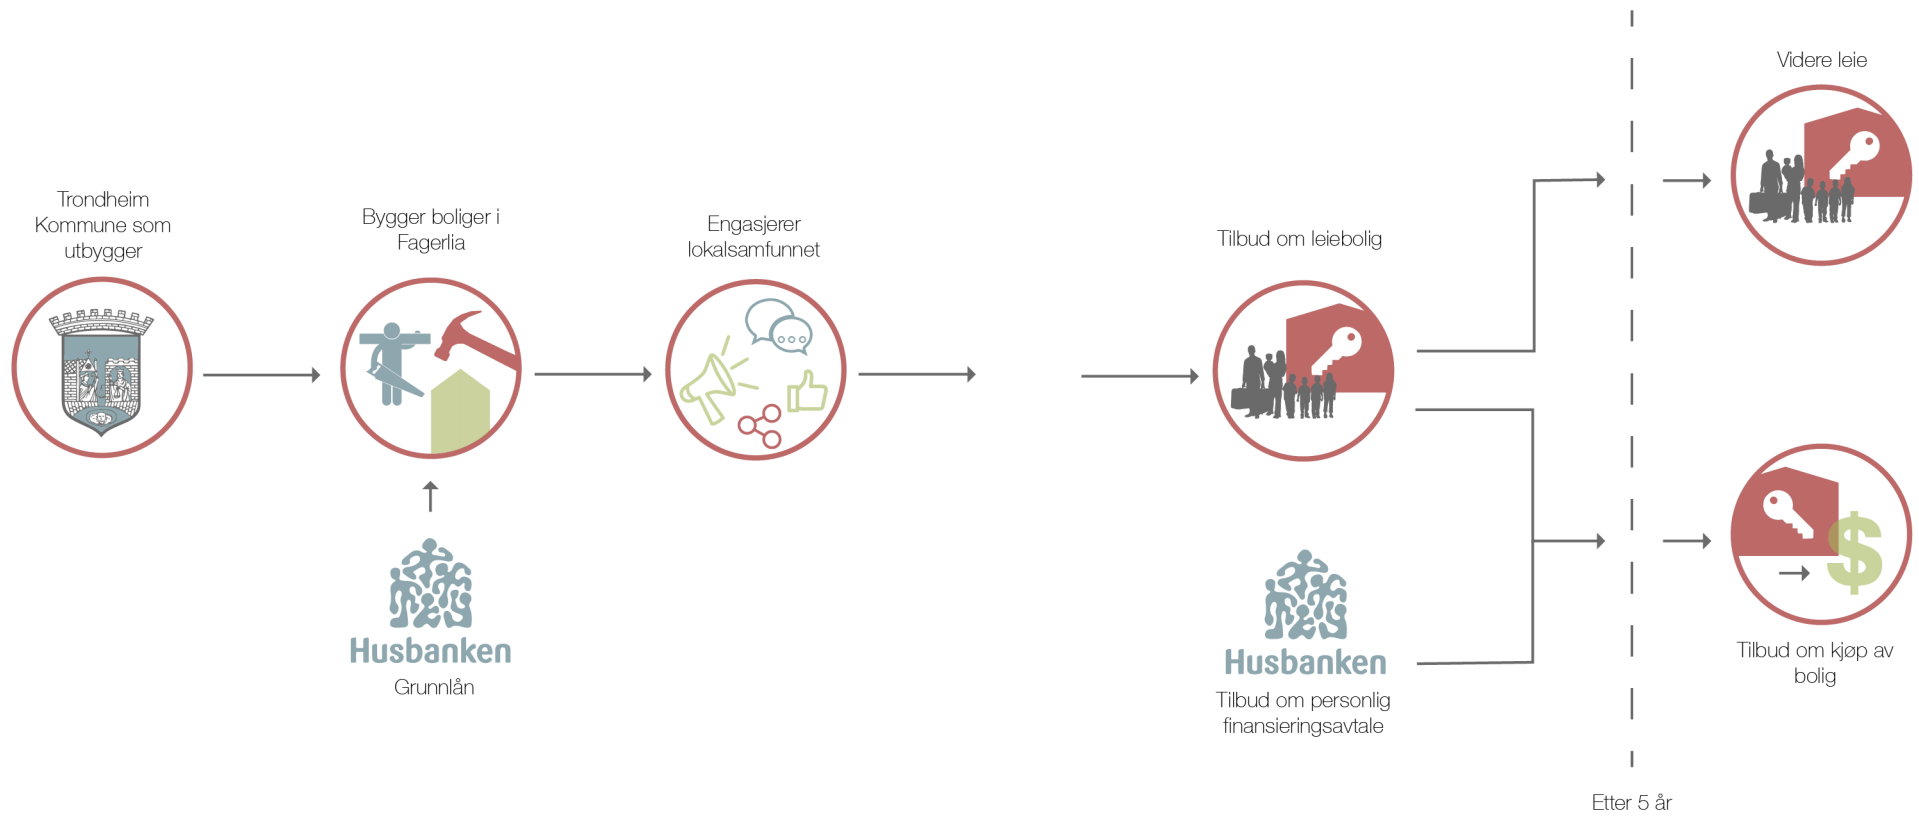 Trondheim
Kommune som
utbygger
Bygger boliger i
Fagerlia
Husbanken
Grunnlån
Engasjerer
lokalsamfunnet
Tilbud om leiebolig
Husbanken
Tilbud om personlig
finansieringsavtale
Videre leie
Tilbud om kjøp av
bolig
Etter 5 år